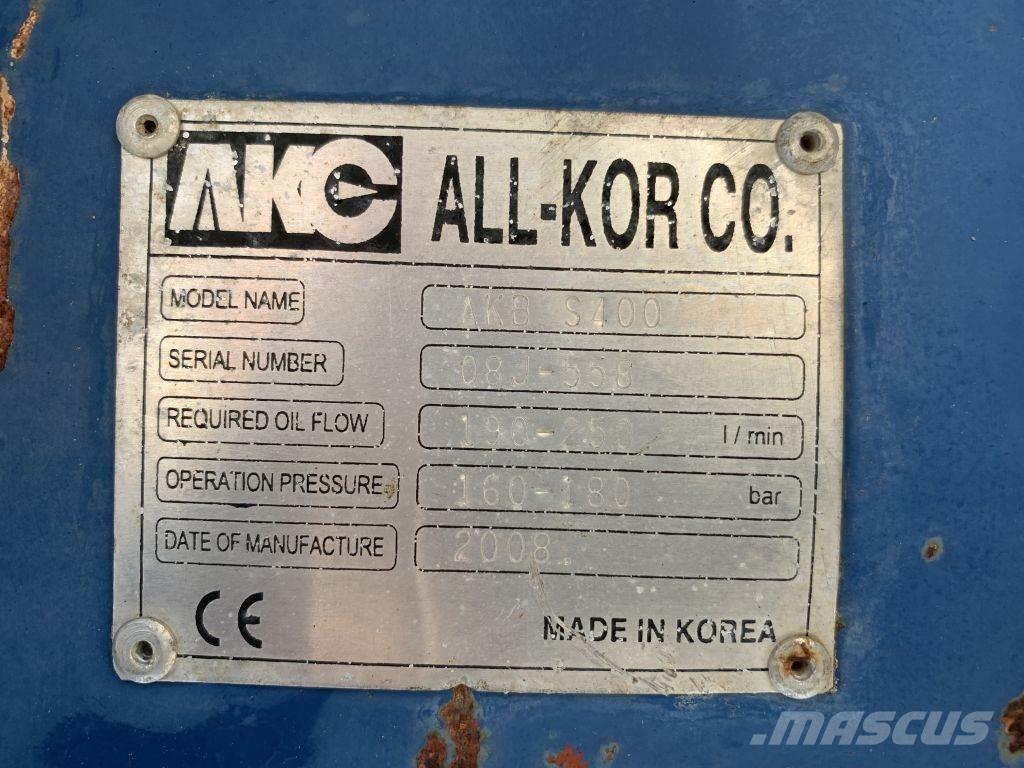 AKC ALL-KOR CO.
MODEL NAME AKB S400
SERIAL NUMBER 08J-55B
REQUIRED OIL FLOW 190-250 l / min
OPERATION PRESSURE 160-180 bar
DATE OF MANUFACTURE 2008.
CE MADE IN KOREA
MASCUS